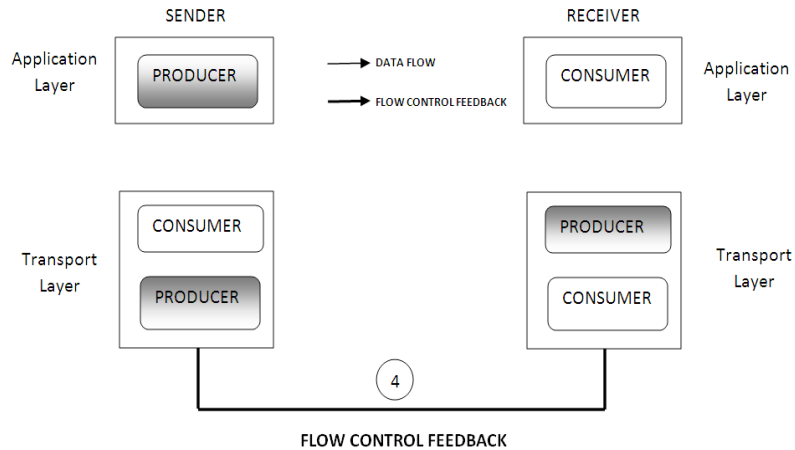 SENDER
RECEIVER
Application
Layer
PRODUCER
DATA FLOW
FLOW CONTROL FEEDBACK
CONSUMER
Application
Layer
Transport
Layer
CONSUMER
PRODUCER
PRODUCER
CONSUMER
Transport
Layer
4
FLOW CONTROL FEEDBACK